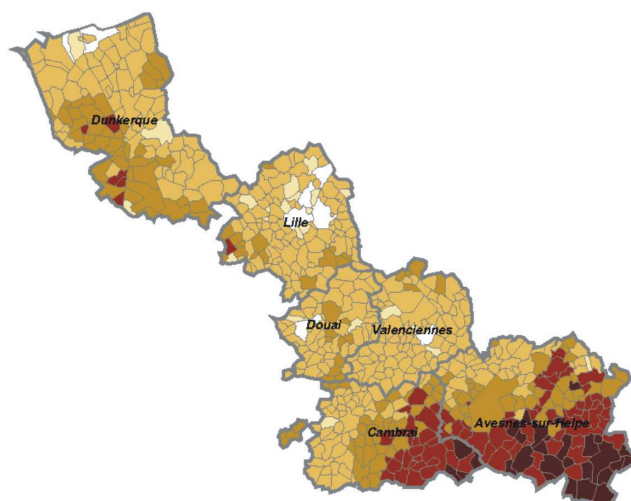 Dunkerque
Lille
Douai
Valenciennes
Cambrai
Avesnes-sur-Helpe